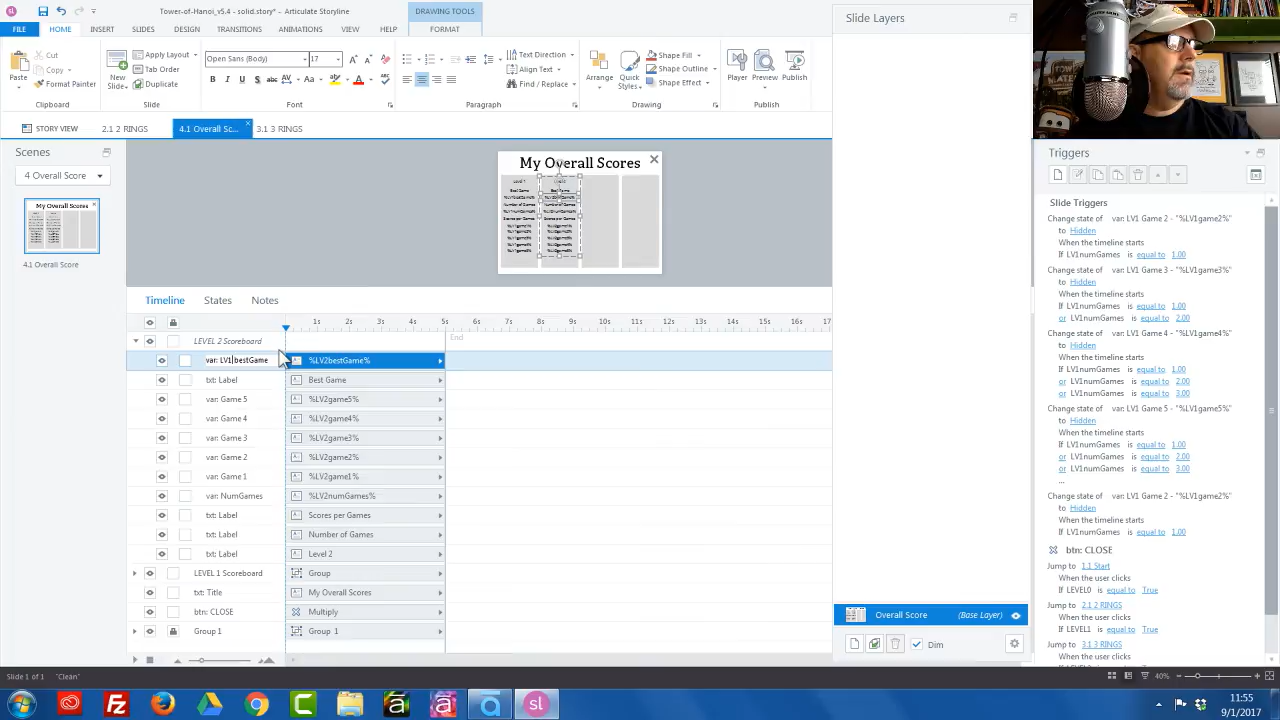 Tower-of-Hanoi_v5.4 - solid.story* - Articulate Storyline
DRAWING TOOLS
FILE HOME INSERT SLIDES DESIGN TRANSITIONS ANIMATIONS VIEW HELP FORMAT
Paste
Cut
Copy
Format Painter
Clipboard
New Slide
Apply Layout
Tab Order
Duplicate
Slide
Open Sans (Body) 17
B I U S abc AV Aa
Font
Text Direction
Align Text
Find / Replace
Paragraph
Arrange
Quick Styles
Shape Fill
Shape Outline
Shape Effect
Drawing
Player
Preview
Publish
Publish
STORY VIEW
2.1 2 RINGS
4.1 Overall Sc...
3.1 3 RINGS
Scenes
4 Overall Score
My Overall Scores
4.1 Overall Score
My Overall Scores
Timeline States Notes
1s 2s 7s 8s 9s 10s 11s 12s 13s 14s 15s 16s 17
End
LEVEL 2 Scoreboard
var: LV1bestGame %LV2bestGame%
txt: Label Best Game
var: Game 5 %LV2game5%
var: Game 4 %LV2game4%
var: Game 3 %LV2game3%
var: Game 2 %LV2game2%
var: Game 1 %LV2game1%
var: NumGames %LV2numGames%
txt: Label Scores per Games
txt: Label Number of Games
txt: Label Level 2
LEVEL 1 Scoreboard Group
txt: Title My Overall Scores
btn: CLOSE Multiply
Group 1 Group 1
Slide Layers
Overall Score (Base Layer)
Dim
Triggers
Slide Triggers
Change state of var: LV1 Game 2 - "%LV1game2%"
to Hidden
When the timeline starts
If LV1numGames is equal to 1.00
Change state of var: LV1 Game 3 - "%LV1game3%"
to Hidden
When the timeline starts
If LV1numGames is equal to 1.00
or LV1numGames is equal to 2.00
Change state of var: LV1 Game 4 - "%LV1game4%"
to Hidden
When the timeline starts
If LV1numGames is equal to 1.00
or LV1numGames is equal to 2.00
or LV1numGames is equal to 3.00
Change state of var: LV1 Game 5 - "%LV1game5%"
to Hidden
When the timeline starts
If LV1numGames is equal to 1.00
or LV1numGames is equal to 2.00
or LV1numGames is equal to 3.00
...
Change state of var: LV1 Game 2 - "%LV1game2%"
to Hidden
When the timeline starts
If LV1numGames is equal to 1.00
btn: CLOSE
Jump to 1.1 Start
When the user clicks
If LEVEL0 is equal to True
Jump to 2.1 2 RINGS
When the user clicks
If LEVEL1 is equal to True
Jump to 3.1 3 RINGS
When the user clicks
Slide 1 of 1 "Clean"
40%
11:55
9/1/2017